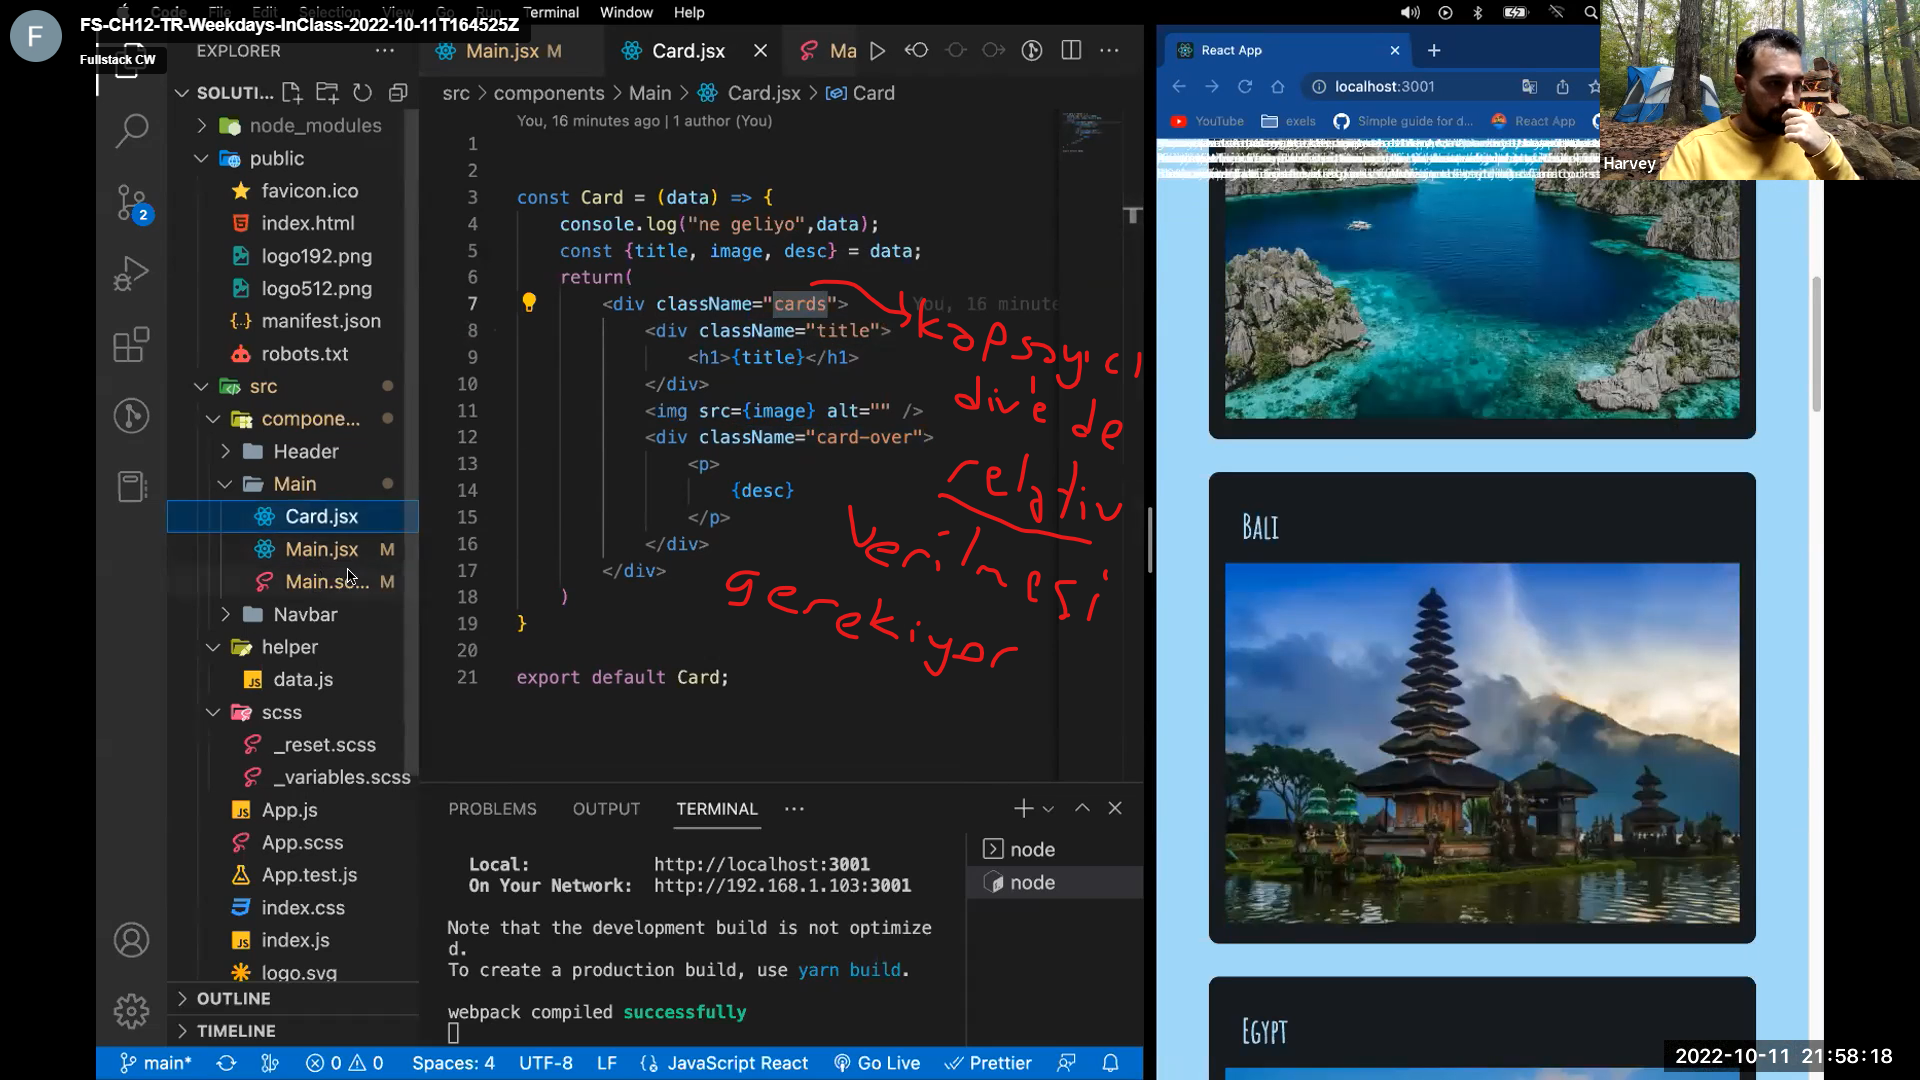 FS-CH12-TR-Weekdays-InClass-2022-10-11T164525Z
F
Fullstack CW
Terminal Window Help
EXPLORER
SOLUTI...
node_modules
public
favicon.ico
index.html
logo192.png
logo512.png
manifest.json
robots.txt
src
compone...
Header
Main
Card.jsx
Main.jsx M
Main.sc... M
Navbar
helper
data.js
scss
_reset.scss
_variables.scss
App.js
App.scss
App.test.js
index.css
index.js
logo.svg
OUTLINE
TIMELINE
2
Main.jsx M
Card.jsx
Ma
src > components > Main > Card.jsx > Card
You, 16 minutes ago | 1 author (You)
1
2
3 const Card = (data) => {
4 console.log("ne geliyo",data);
5 const {title, image, desc} = data;
6 return(
7 <div className="cards"> You, 16 minute
8 <div className="title">
9 <h1>{title}</h1>
10 </div>
11 <img src={image} alt="" />
12 <div className="card-over">
13 <p>
14 {desc}
15 </p>
16 </div>
17 </div>
18 )
19 }
20
21 export default Card;
kapsayıcı
div'e de
relativ
verilmesi
gerekiyor
PROBLEMS OUTPUT TERMINAL
Local: http://localhost:3001
On Your Network: http://192.168.1.103:3001
Note that the development build is not optimize
d.
To create a production build, use yarn build.
webpack compiled successfully
node
node
main* 0 0 Spaces: 4 UTF-8 LF JavaScript React Go Live Prettier
React App
localhost:3001
YouTube exels Simple guide for d... React App
Harvey
BALI
EGYPT
2022-10-11 21:58:18